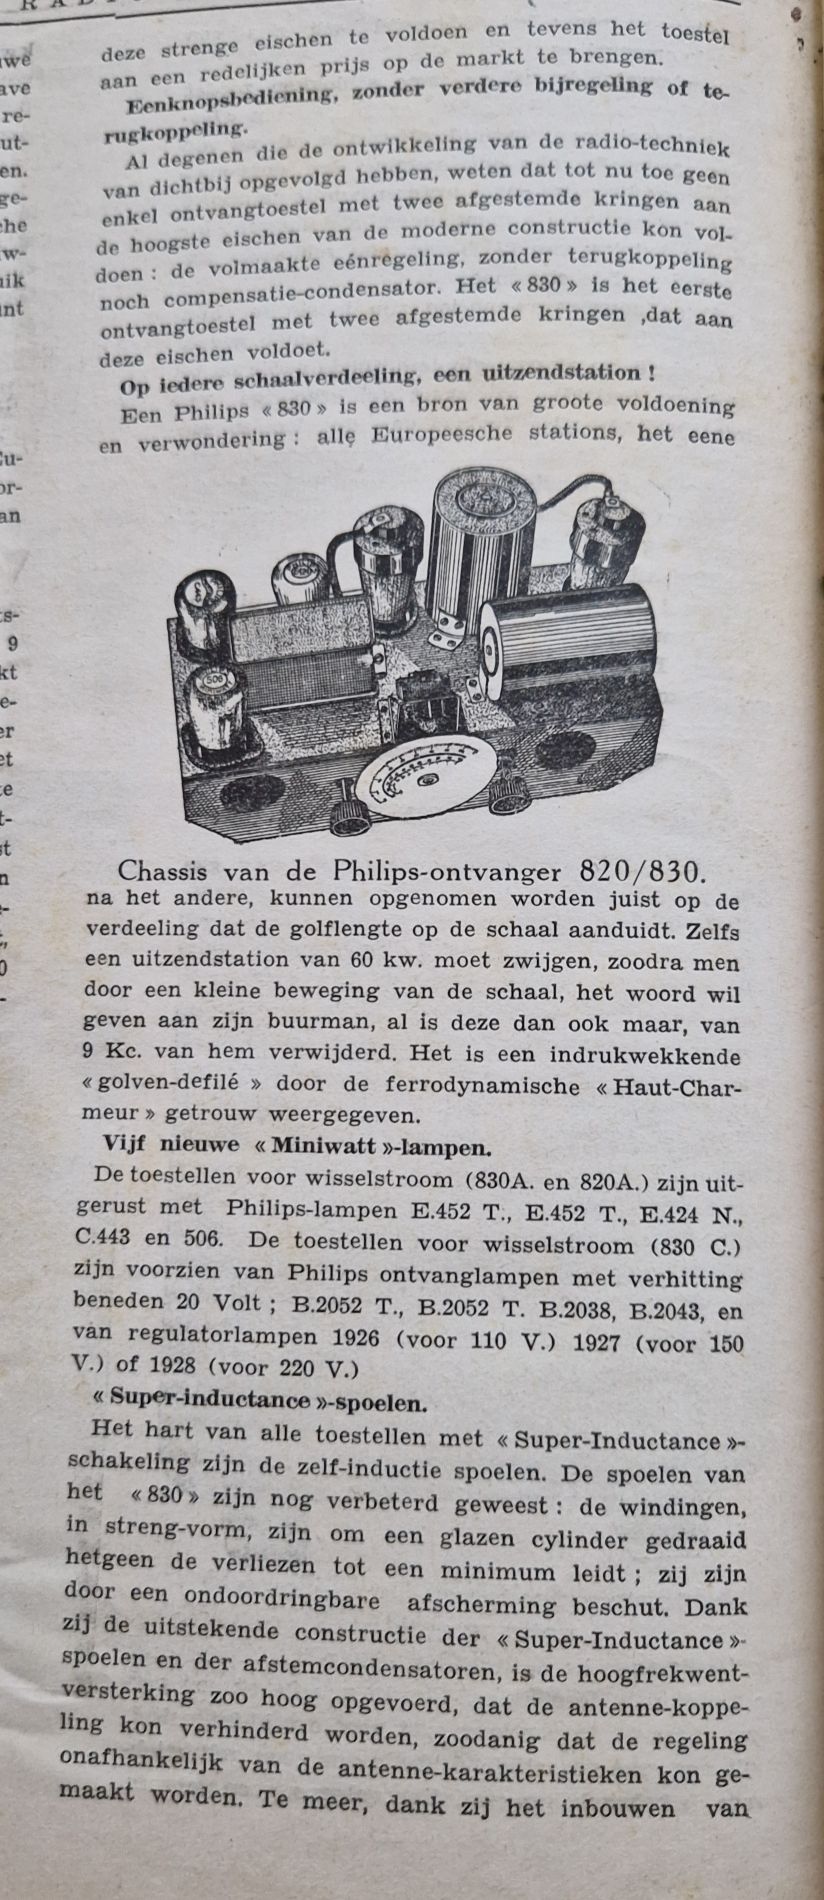 deze strenge eischen te voldoen en tevens het toestel
aan een redelijken prijs op de markt te brengen.
Eenknopsbediening, zonder verdere bijregeling of te-
rugkoppeling.
Al degenen die de ontwikkeling van de radio-techniek
van dichtbij opgevolgd hebben, weten dat tot nu toe geen
enkel ontvangtoestel met twee afgestemde kringen aan
de hoogste eischen van de moderne constructie kon vol-
doen : de volmaakte eénregeling, zonder terugkoppeling
noch compensatie-condensator. Het « 830 » is het eerste
ontvangtoestel met twee afgestemde kringen ,dat aan
deze eischen voldoet.
Op iedere schaalverdeeling, een uitzendstation !
Een Philips « 830 » is een bron van groote voldoening
en verwondering : alle Europeesche stations, het eene
506
Chassis van de Philips-ontvanger 820/830.
na het andere, kunnen opgenomen worden juist op de
verdeeling dat de golflengte op de schaal aanduidt. Zelfs
een uitzendstation van 60 kw. moet zwijgen, zoodra men
door een kleine beweging van de schaal, het woord wil
geven aan zijn buurman, al is deze dan ook maar, van
9 Kc. van hem verwijderd. Het is een indrukwekkende
« golven-defilé » door de ferrodynamische « Haut-Char-
meur » getrouw weergegeven.
Vijf nieuwe « Miniwatt »-lampen.
De toestellen voor wisselstroom (830A. en 820A.) zijn uit-
gerust met Philips-lampen E.452 T., E.452 T., E.424 N.,
C.443 en 506. De toestellen voor wisselstroom (830 C.)
zijn voorzien van Philips ontvanglampen met verhitting
beneden 20 Volt ; B.2052 T., B.2052 T. B.2038, B.2043, en
van regulatorlampen 1926 (voor 110 V.) 1927 (voor 150
V.) of 1928 (voor 220 V.)
« Super-inductance »-spoelen.
Het hart van alle toestellen met « Super-Inductance »-
schakeling zijn de zelf-inductie spoelen. De spoelen van
het « 830 » zijn nog verbeterd geweest : de windingen,
in streng-vorm, zijn om een glazen cylinder gedraaid
hetgeen de verliezen tot een minimum leidt ; zij zijn
door een ondoordringbare afscherming beschut. Dank
zij de uitstekende constructie der « Super-Inductance »-
spoelen en der afstemcondensatoren, is de hoogfrekwent-
versterking zoo hoog opgevoerd, dat de antenne-koppe-
ling kon verhinderd worden, zoodanig dat de regeling
onafhankelijk van de antenne-karakteristieken kon ge-
maakt worden. Te meer, dank zij het inbouwen van